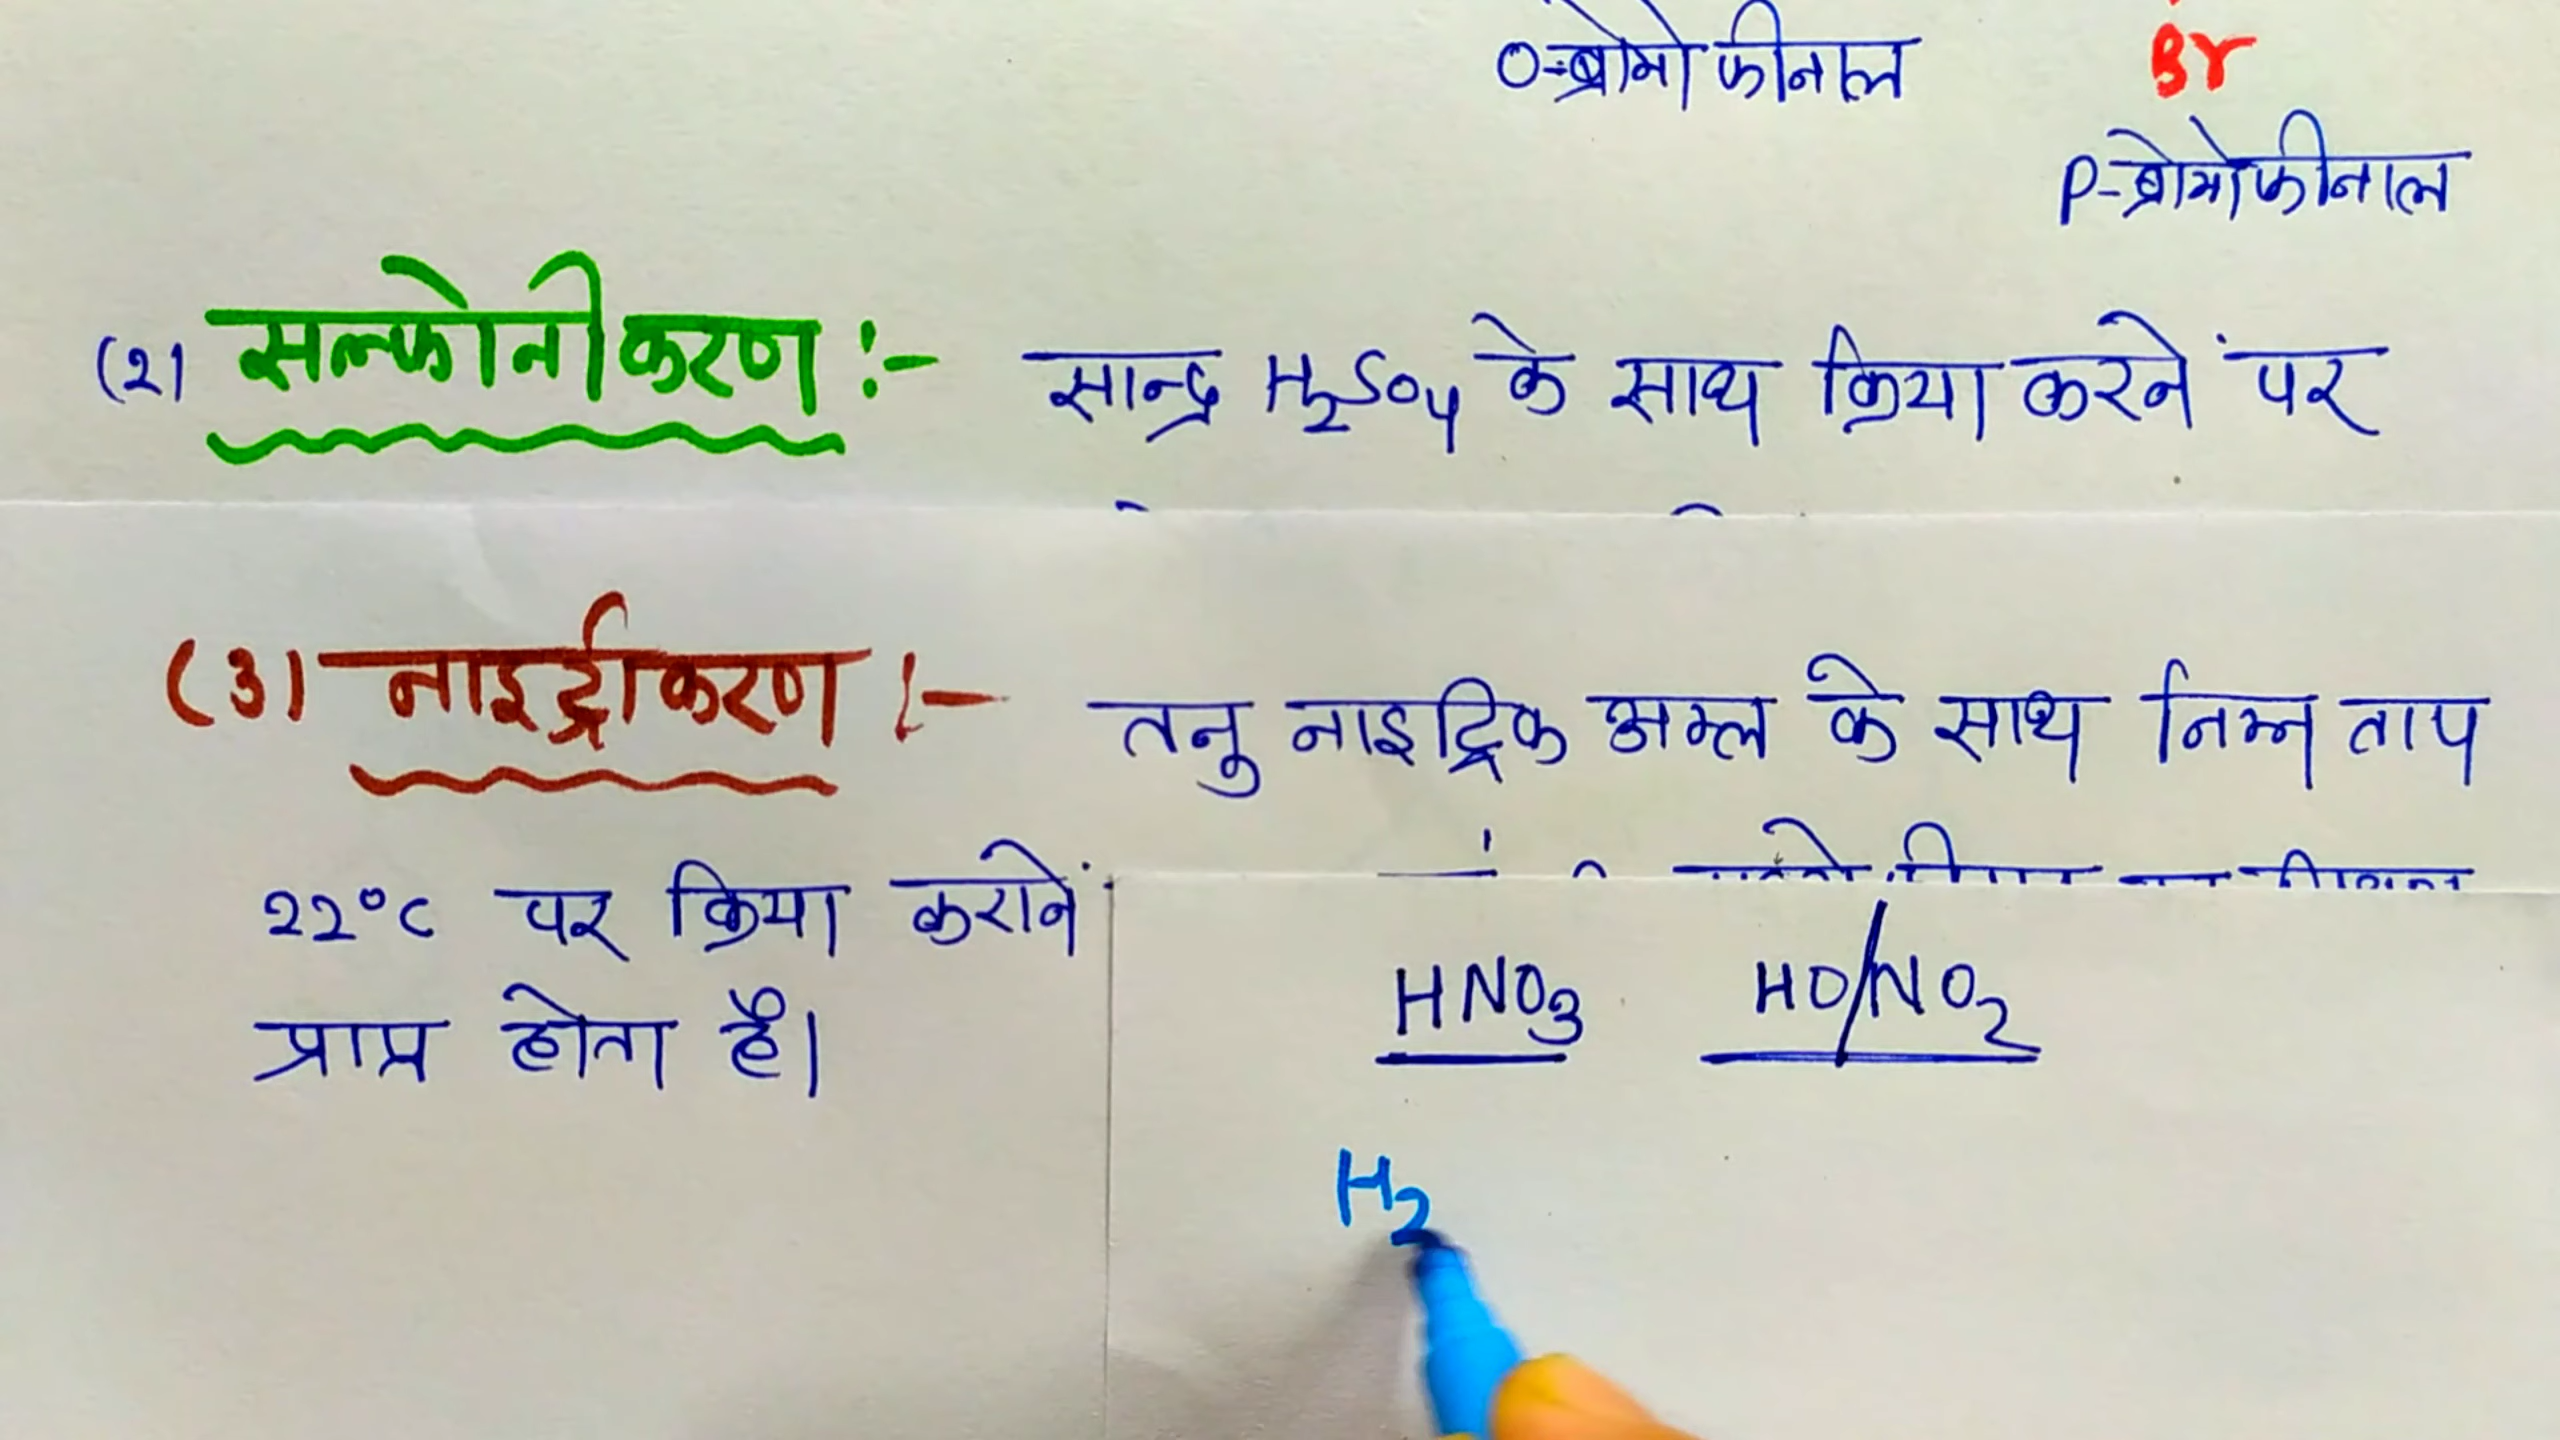 o-ब्रोमो फीनाल
Br
P-ब्रोमोफीनाल
(2) सल्फोनीकरण :- सान्द्र H₂SO₄ के साथ क्रिया करनें पर
(3) नाइट्रीकरण :- तनु नाइट्रिक अम्ल के साथ निम्न ताप
22°C पर क्रिया करानें
प्राप्त होता है।
HNO₃ HO/NO₂
H₂